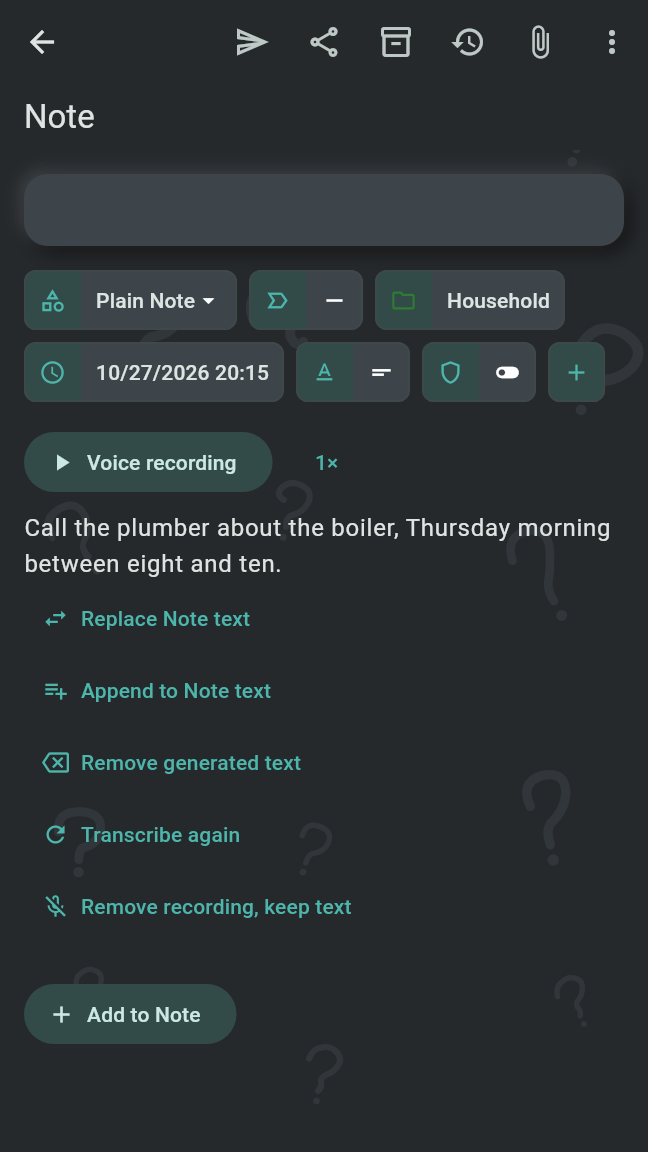 Note
Plain Note
Household
10/27/2026 20:15
Voice recording
1×
Call the plumber about the boiler, Thursday morning
between eight and ten.
Replace Note text
Append to Note text
Remove generated text
Transcribe again
Remove recording, keep text
Add to Note